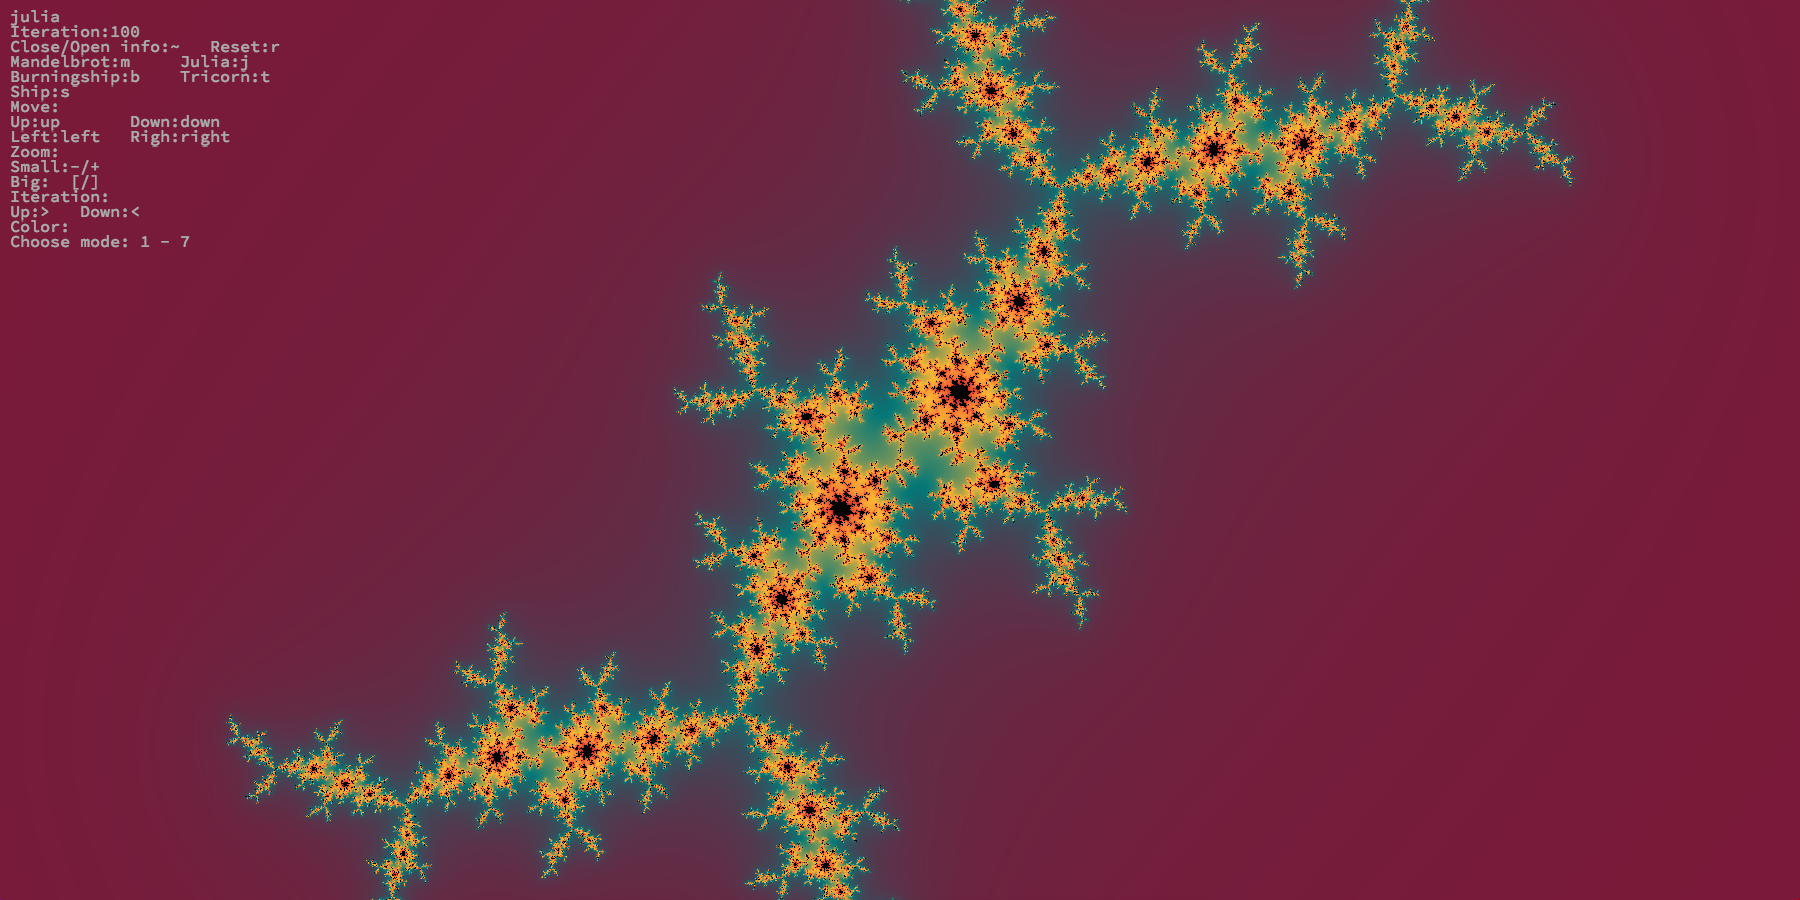 julia
Iteration:100
Close/Open info:~   Reset:r
Mandelbrot:m     Julia:j
Burningship:b    Tricorn:t
Ship:s
Move:
Up:up       Down:down
Left:left   Righ:right
Zoom:
Small:-/+
Big:  [/]
Iteration:
Up:>   Down:<
Color:
Choose mode: 1 - 7